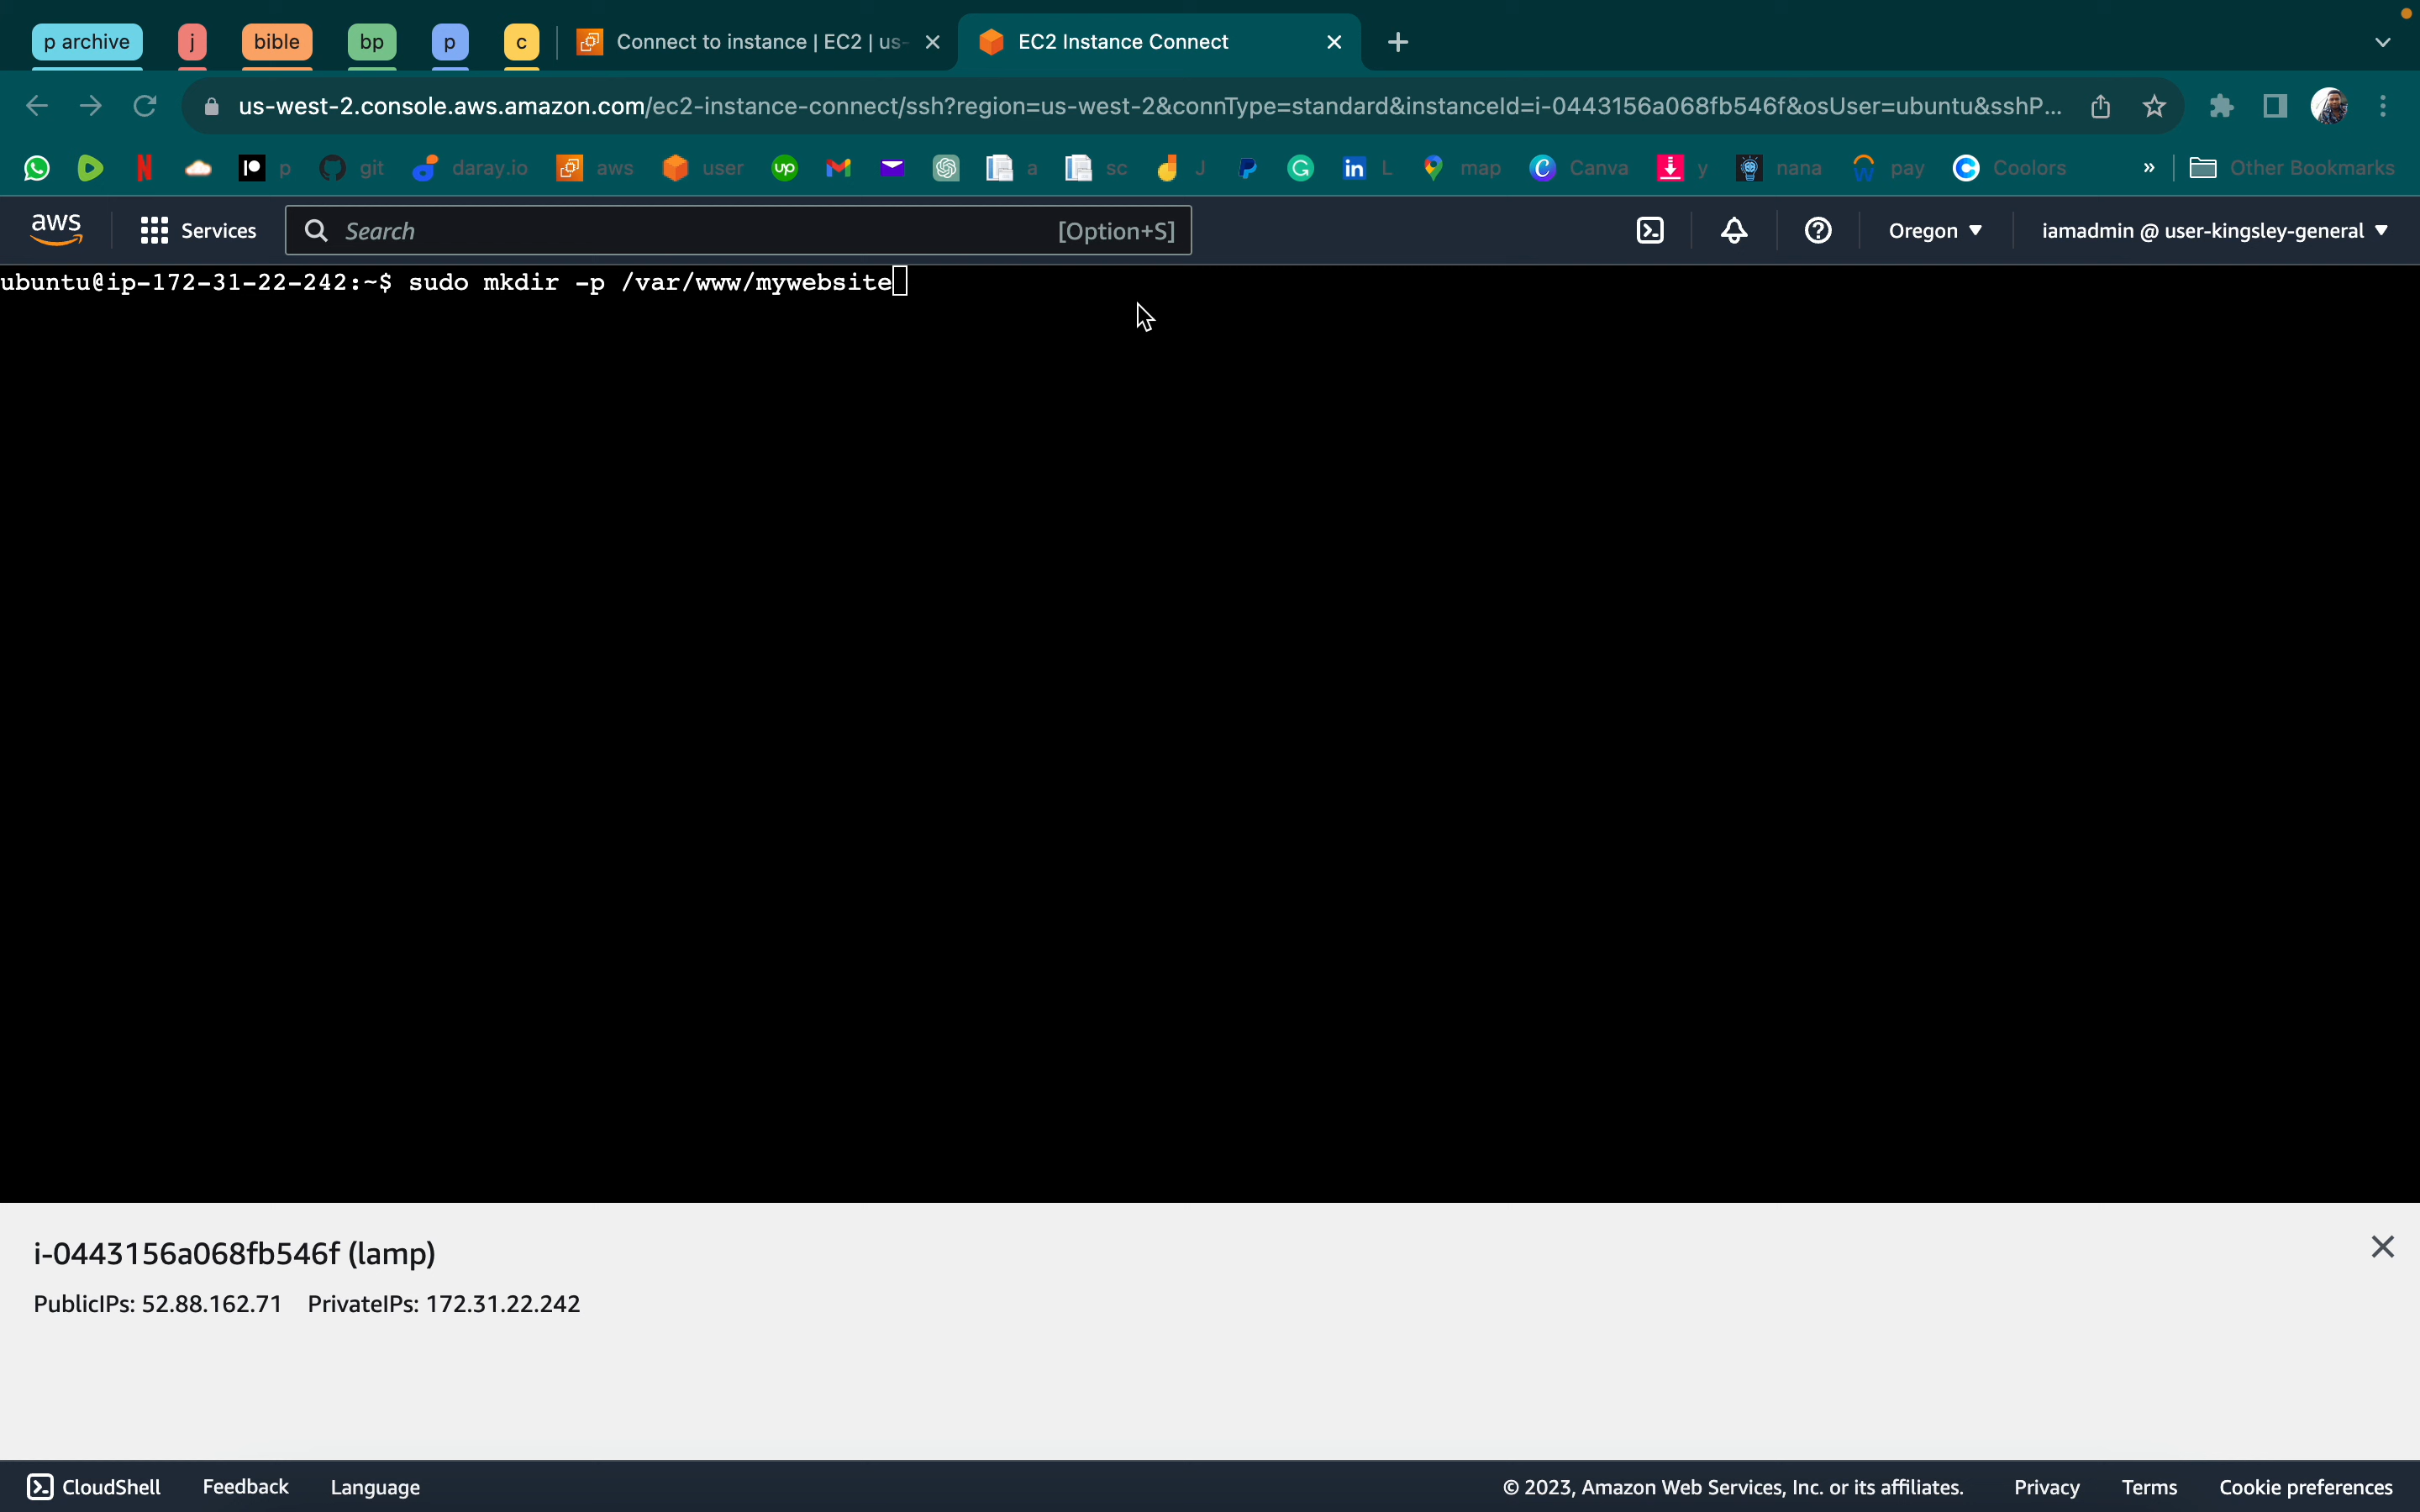 p archive j bible bp p c Connect to instance | EC2 | us- EC2 Instance Connect
us-west-2.console.aws.amazon.com/ec2-instance-connect/ssh?region=us-west-2&connType=standard&instanceId=i-0443156a068fb546f&osUser=ubuntu&sshP...
p git daray.io aws user up a sc J L map Canva y nana pay Coolors » Other Bookmarks
aws Services Search [Option+S] Oregon iamadmin @ user-kingsley-general
ubuntu@ip-172-31-22-242:~$ sudo mkdir -p /var/www/mywebsite
i-0443156a068fb546f (lamp)
PublicIPs: 52.88.162.71 PrivateIPs: 172.31.22.242
CloudShell Feedback Language © 2023, Amazon Web Services, Inc. or its affiliates. Privacy Terms Cookie preferences